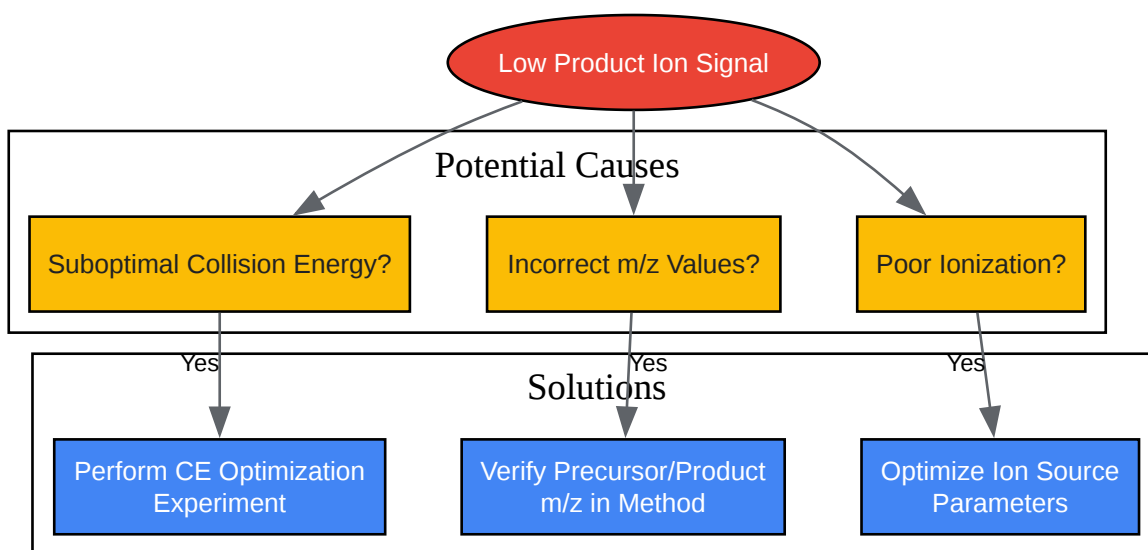 Low Product Ion Signal
Potential Causes
Suboptimal Collision Energy?
Incorrect m/z Values?
Poor Ionization?
Yes
Yes
Yes
Solutions
Perform CE Optimization
Experiment
Verify Precursor/Product
m/z in Method
Optimize Ion Source
Parameters